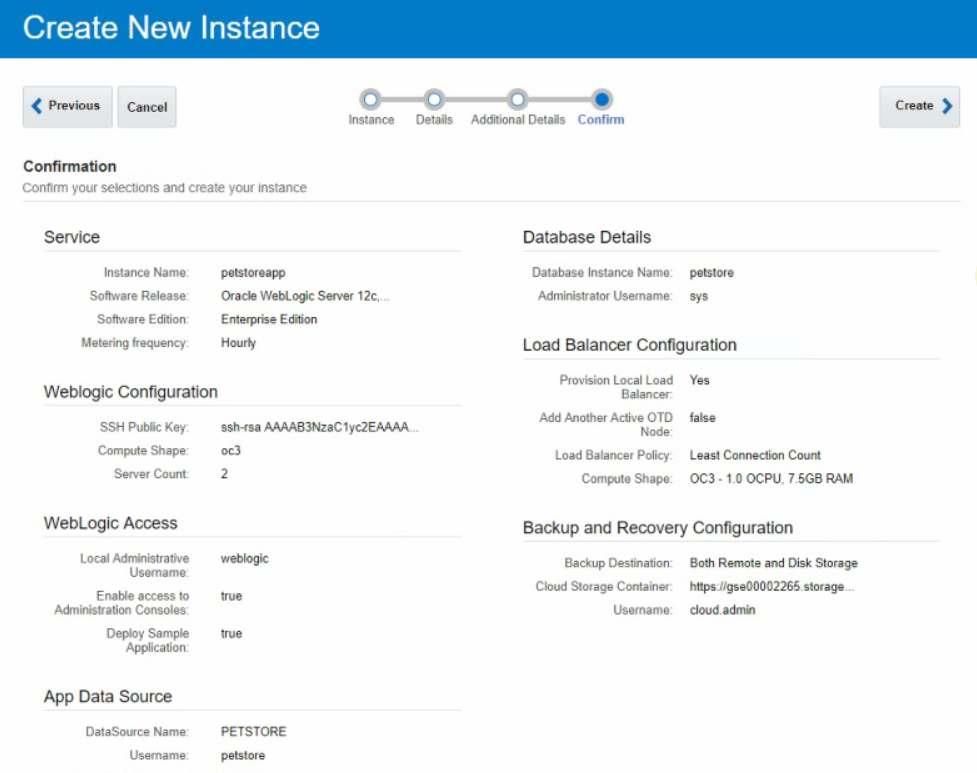 Create New Instance
Previous
Cancel
Instance
Details
Additional Details
Confirm
Create
Confirmation
Confirm your selections and create your instance
Service
Instance Name: petstoreapp
Software Release: Oracle WebLogic Server 12c,...
Software Edition: Enterprise Edition
Metering frequency: Hourly
Weblogic Configuration
SSH Public Key: ssh-rsa AAAAB3NzaC1yc2EAAAA...
Compute Shape: oc3
Server Count: 2
WebLogic Access
Local Administrative weblogic
Username:
Enable access to true
Administration Consoles:
Deploy Sample true
Application:
App Data Source
DataSource Name: PETSTORE
Username: petstore
Database Details
Database Instance Name: petstore
Administrator Username: sys
Load Balancer Configuration
Provision Local Load Yes
Balancer:
Add Another Active OTD false
Node:
Load Balancer Policy: Least Connection Count
Compute Shape: OC3 - 1.0 OCPU, 7.5GB RAM
Backup and Recovery Configuration
Backup Destination: Both Remote and Disk Storage
Cloud Storage Container: https://gse00002265.storage...
Username: cloud.admin